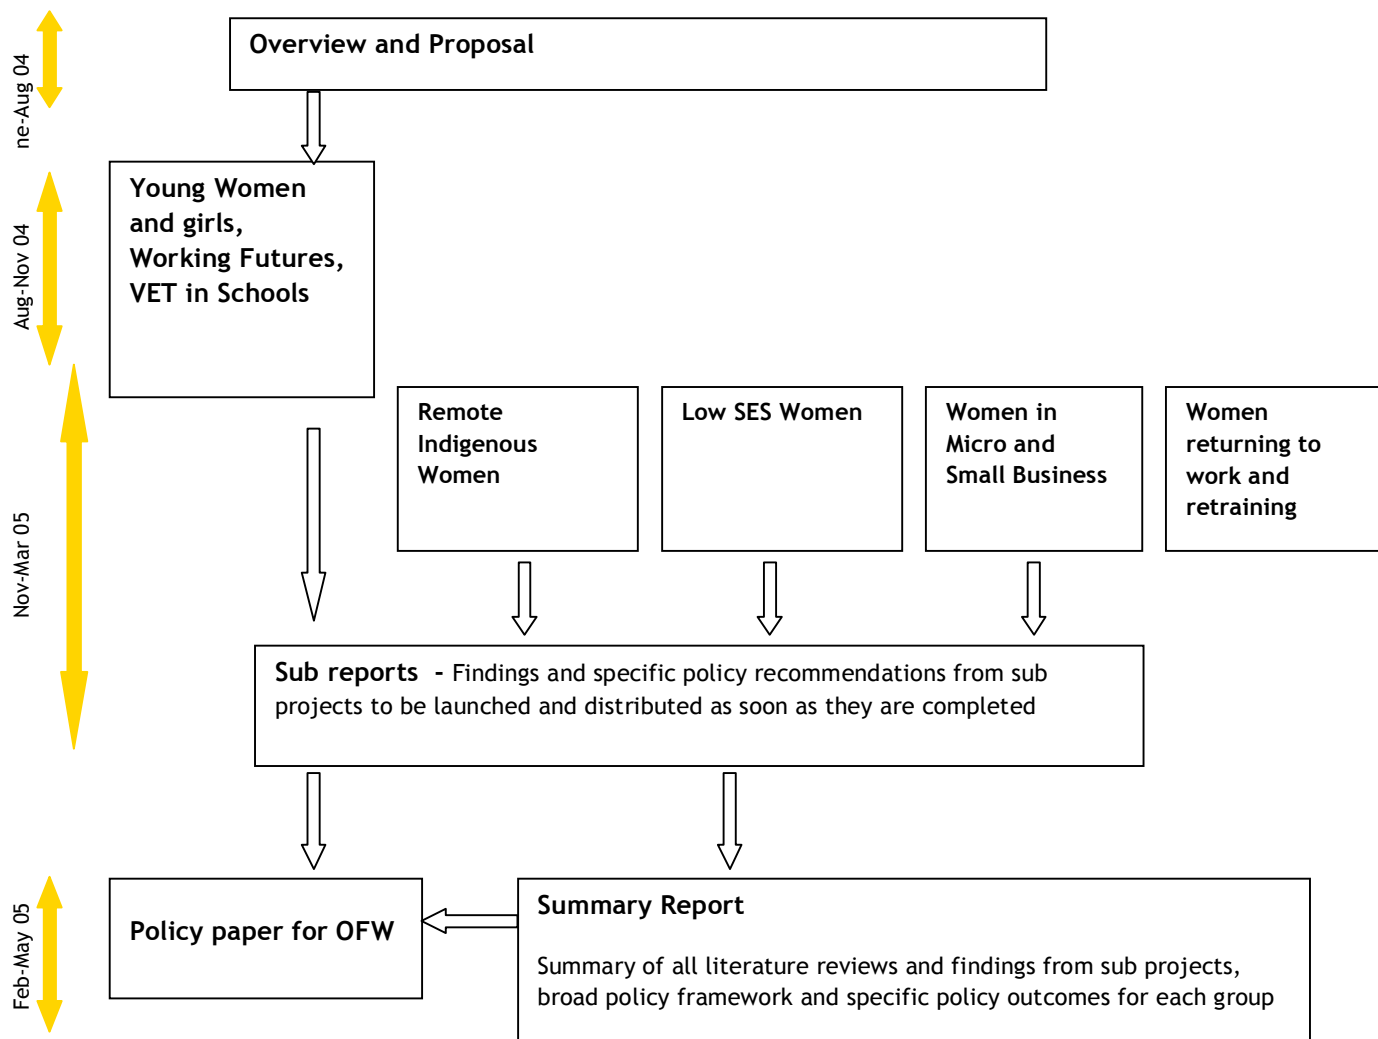 Overview and Proposal
ne-Aug 04
Young Women
and girls,
Working Futures,
VET in Schools
Aug-Nov 04
Remote
Indigenous
Women
Low SES Women
Women in
Micro and
Small Business
Women
returning to
work and
retraining
Nov-Mar 05
Sub reports - Findings and specific policy recommendations from sub
projects to be launched and distributed as soon as they are completed
Policy paper for OFW
Summary Report
Summary of all literature reviews and findings from sub projects,
broad policy framework and specific policy outcomes for each group
Feb-May 05